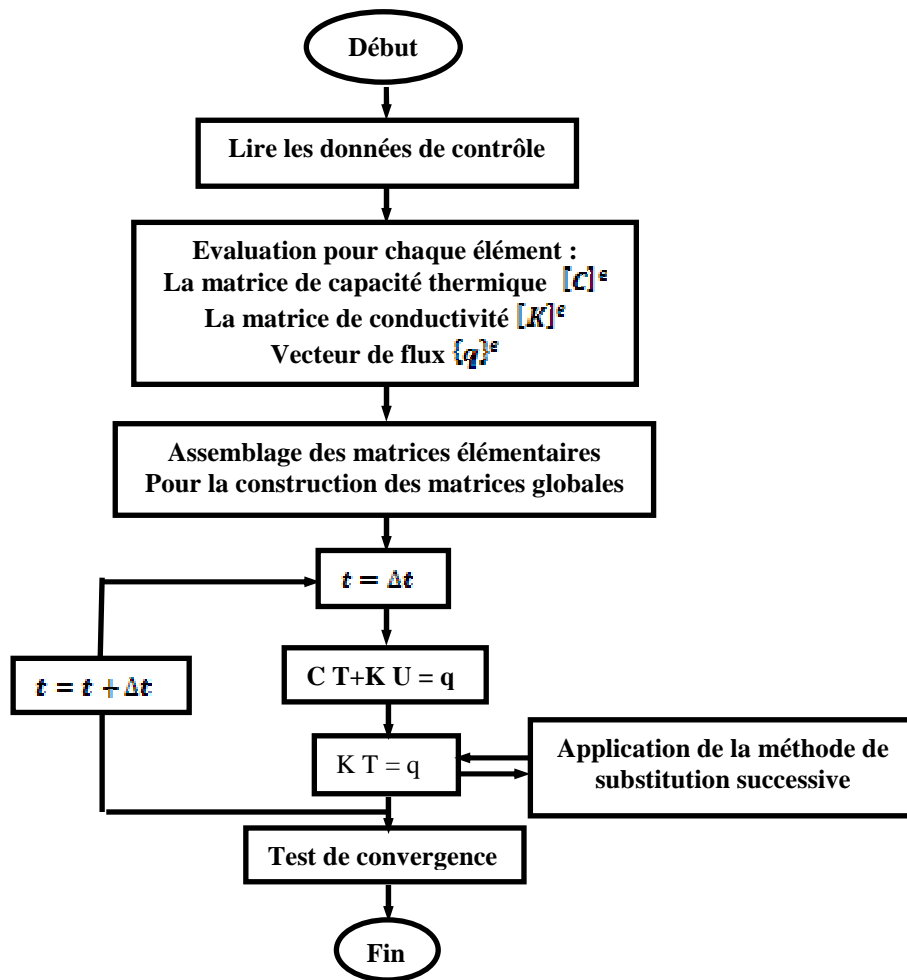 Début
Lire les données de contrôle
Evaluation pour chaque élément :
La matrice de capacité thermique [C]ᵉ
La matrice de conductivité [K]ᵉ
Vecteur de flux {q}ᵉ
Assemblage des matrices élémentaires
Pour la construction des matrices globales
t = Δt
t = t + Δt
C T+K U = q
K T = q
Application de la méthode de
substitution successive
Test de convergence
Fin